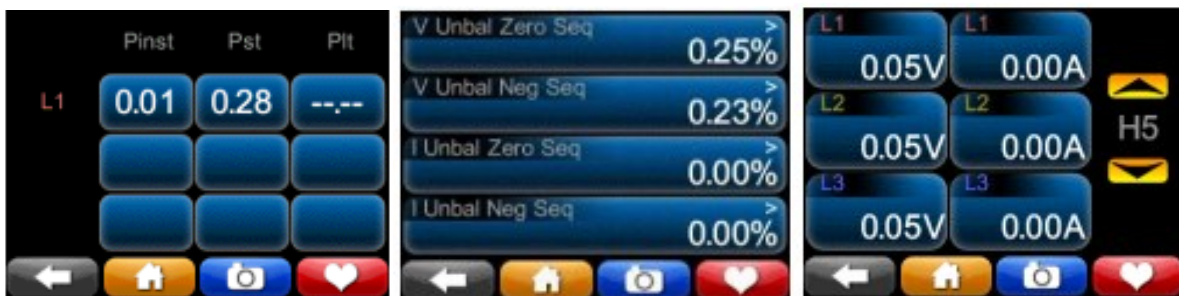 Pinst Pst Plt
L1 0.01 0.28 --.--
V Unbal Zero Seq >
0.25%
V Unbal Neg Seq >
0.23%
I Unbal Zero Seq >
0.00%
I Unbal Neg Seq >
0.00%
L1 L1
0.05V 0.00A
L2 L2
0.05V 0.00A
H5
L3 L3
0.05V 0.00A